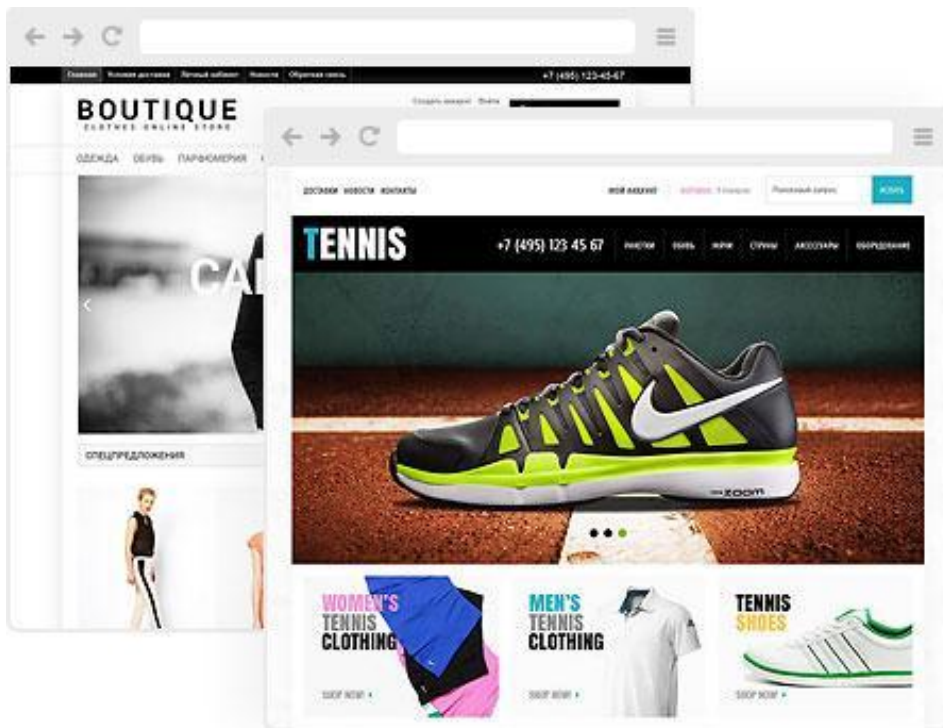 Главная Условия доставки Личный кабинет Новости Обратная связь +7 (495) 123-45-67
BOUTIQUE
CLOTHES ONLINE STORE
Создать аккаунт Войти
ОДЕЖДА ОБУВЬ ПАРФЮМЕРИЯ
СПЕЦПРЕДЛОЖЕНИЯ
ДОСТАВКИ НОВОСТИ КОНТАКТЫ
МОЙ АККАУНТ
Поисковый запрос
TENNIS
+7 (495) 123 45 67
РАКЕТКИ ОБУВЬ МЯЧИ СТРУНЫ АКСЕССУАРЫ ОБОРУДОВАНИЕ
zoom
WOMEN'S
TENNIS
CLOTHING
SHOP NOW!
MEN'S
TENNIS
CLOTHING
SHOP NOW!
TENNIS
SHOES
SHOP NOW!